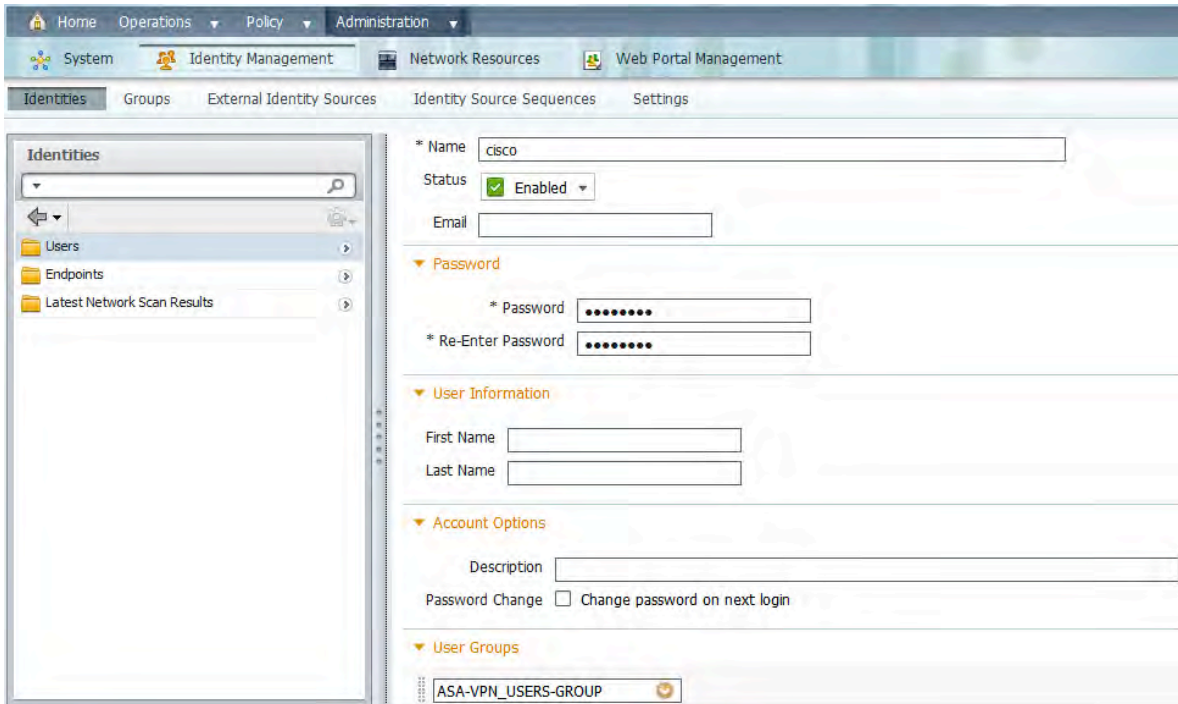 Home Operations Policy Administration
System Identity Management Network Resources Web Portal Management
Identities Groups External Identity Sources Identity Source Sequences Settings
Identities
Users
Endpoints
Latest Network Scan Results
* Name cisco
Status Enabled
Email
Password
* Password ••••••••
* Re-Enter Password ••••••••
User Information
First Name
Last Name
Account Options
Description
Password Change Change password on next login
User Groups
ASA-VPN_USERS-GROUP